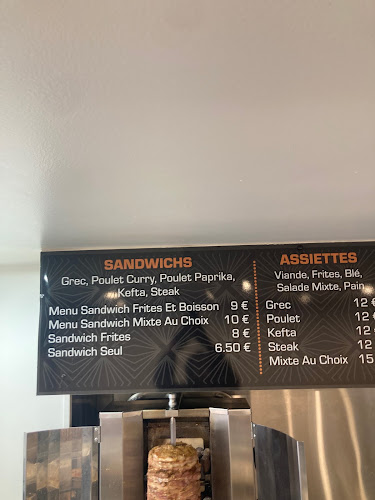 SANDWICHS
Grec, Poulet Curry, Poulet Paprika,
Kefta, Steak
Menu Sandwich Frites Et Boisson 9 €
Menu Sandwich Mixte Au Choix 10 €
Sandwich Frites 8 €
Sandwich Seul 6.50 €
ASSIETTES
Viande, Frites, Blé,
Salade Mixte, Pain
Grec 12 €
Poulet 12 €
Kefta 12 €
Steak 12
Mixte Au Choix 15